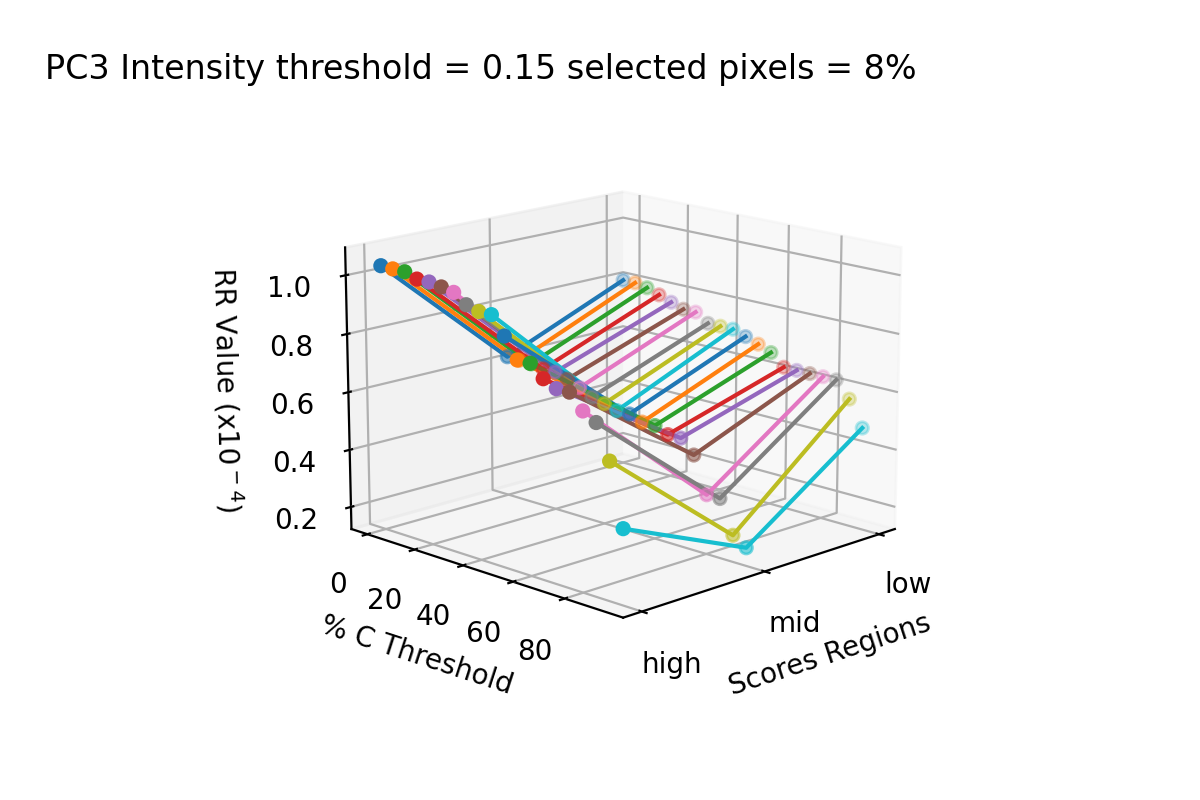 PC3 Intensity threshold = 0.15 selected pixels = 8%
RR Value (x10⁻⁴)
1.0
0.8
0.6
0.4
0.2
0
20
40
60
80
% C Threshold
high
mid
low
Scores Regions